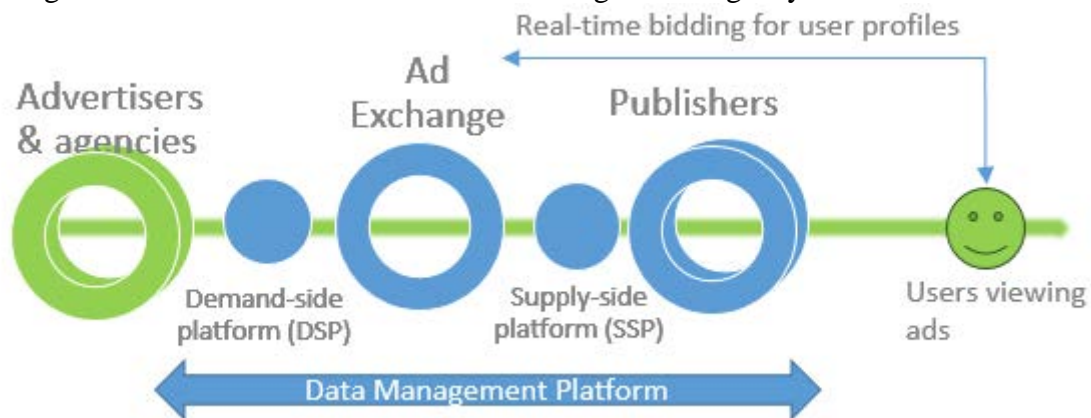 Real-time bidding for user profiles
Advertisers
& agencies
Ad
Exchange
Publishers
Demand-side
platform (DSP)
Supply-side
platform (SSP)
Users viewing
ads
Data Management Platform